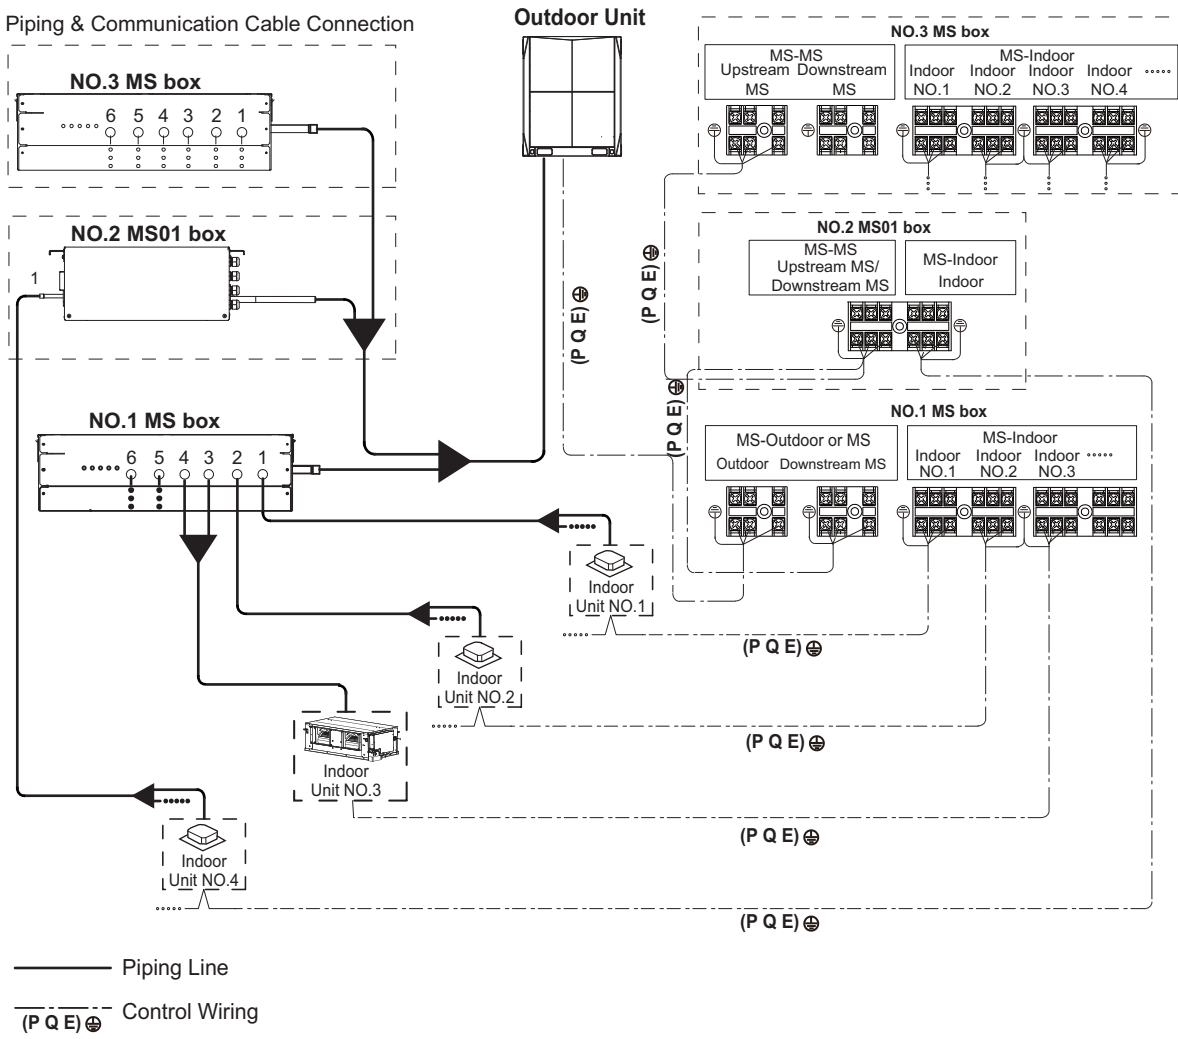 Piping & Communication Cable Connection
Outdoor Unit
NO.3 MS box
6 5 4 3 2 1
NO.2 MS01 box
1
NO.1 MS box
6 5 4 3 2 1
Indoor
Unit NO.1
Indoor
Unit NO.2
Indoor
Unit NO.3
Indoor
Unit NO.4
NO.3 MS box
MS-MS
Upstream Downstream
MS MS
MS-Indoor
Indoor Indoor Indoor Indoor
NO.1 NO.2 NO.3 NO.4
NO.2 MS01 box
MS-MS
Upstream MS/
Downstream MS
MS-Indoor
Indoor
NO.1 MS box
MS-Outdoor or MS
Outdoor Downstream MS
MS-Indoor
Indoor Indoor Indoor
NO.1 NO.2 NO.3
(P Q E)
(P Q E)
(P Q E)
(P Q E)
(P Q E)
(P Q E)
(P Q E)
Piping Line
(P Q E) Control Wiring